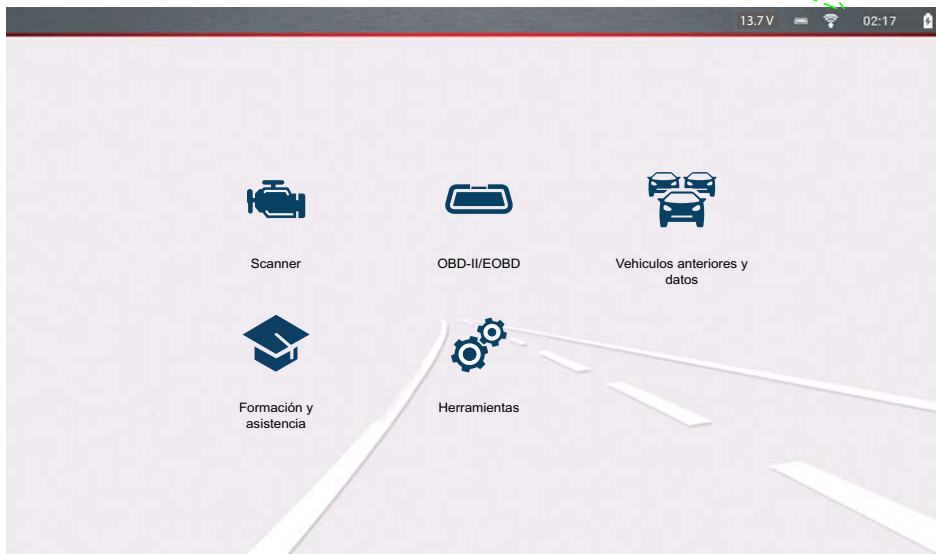 13.7 V
02:17
Scanner
OBD-II/EOBD
Vehiculos anteriores y
datos
Formación y
asistencia
Herramientas